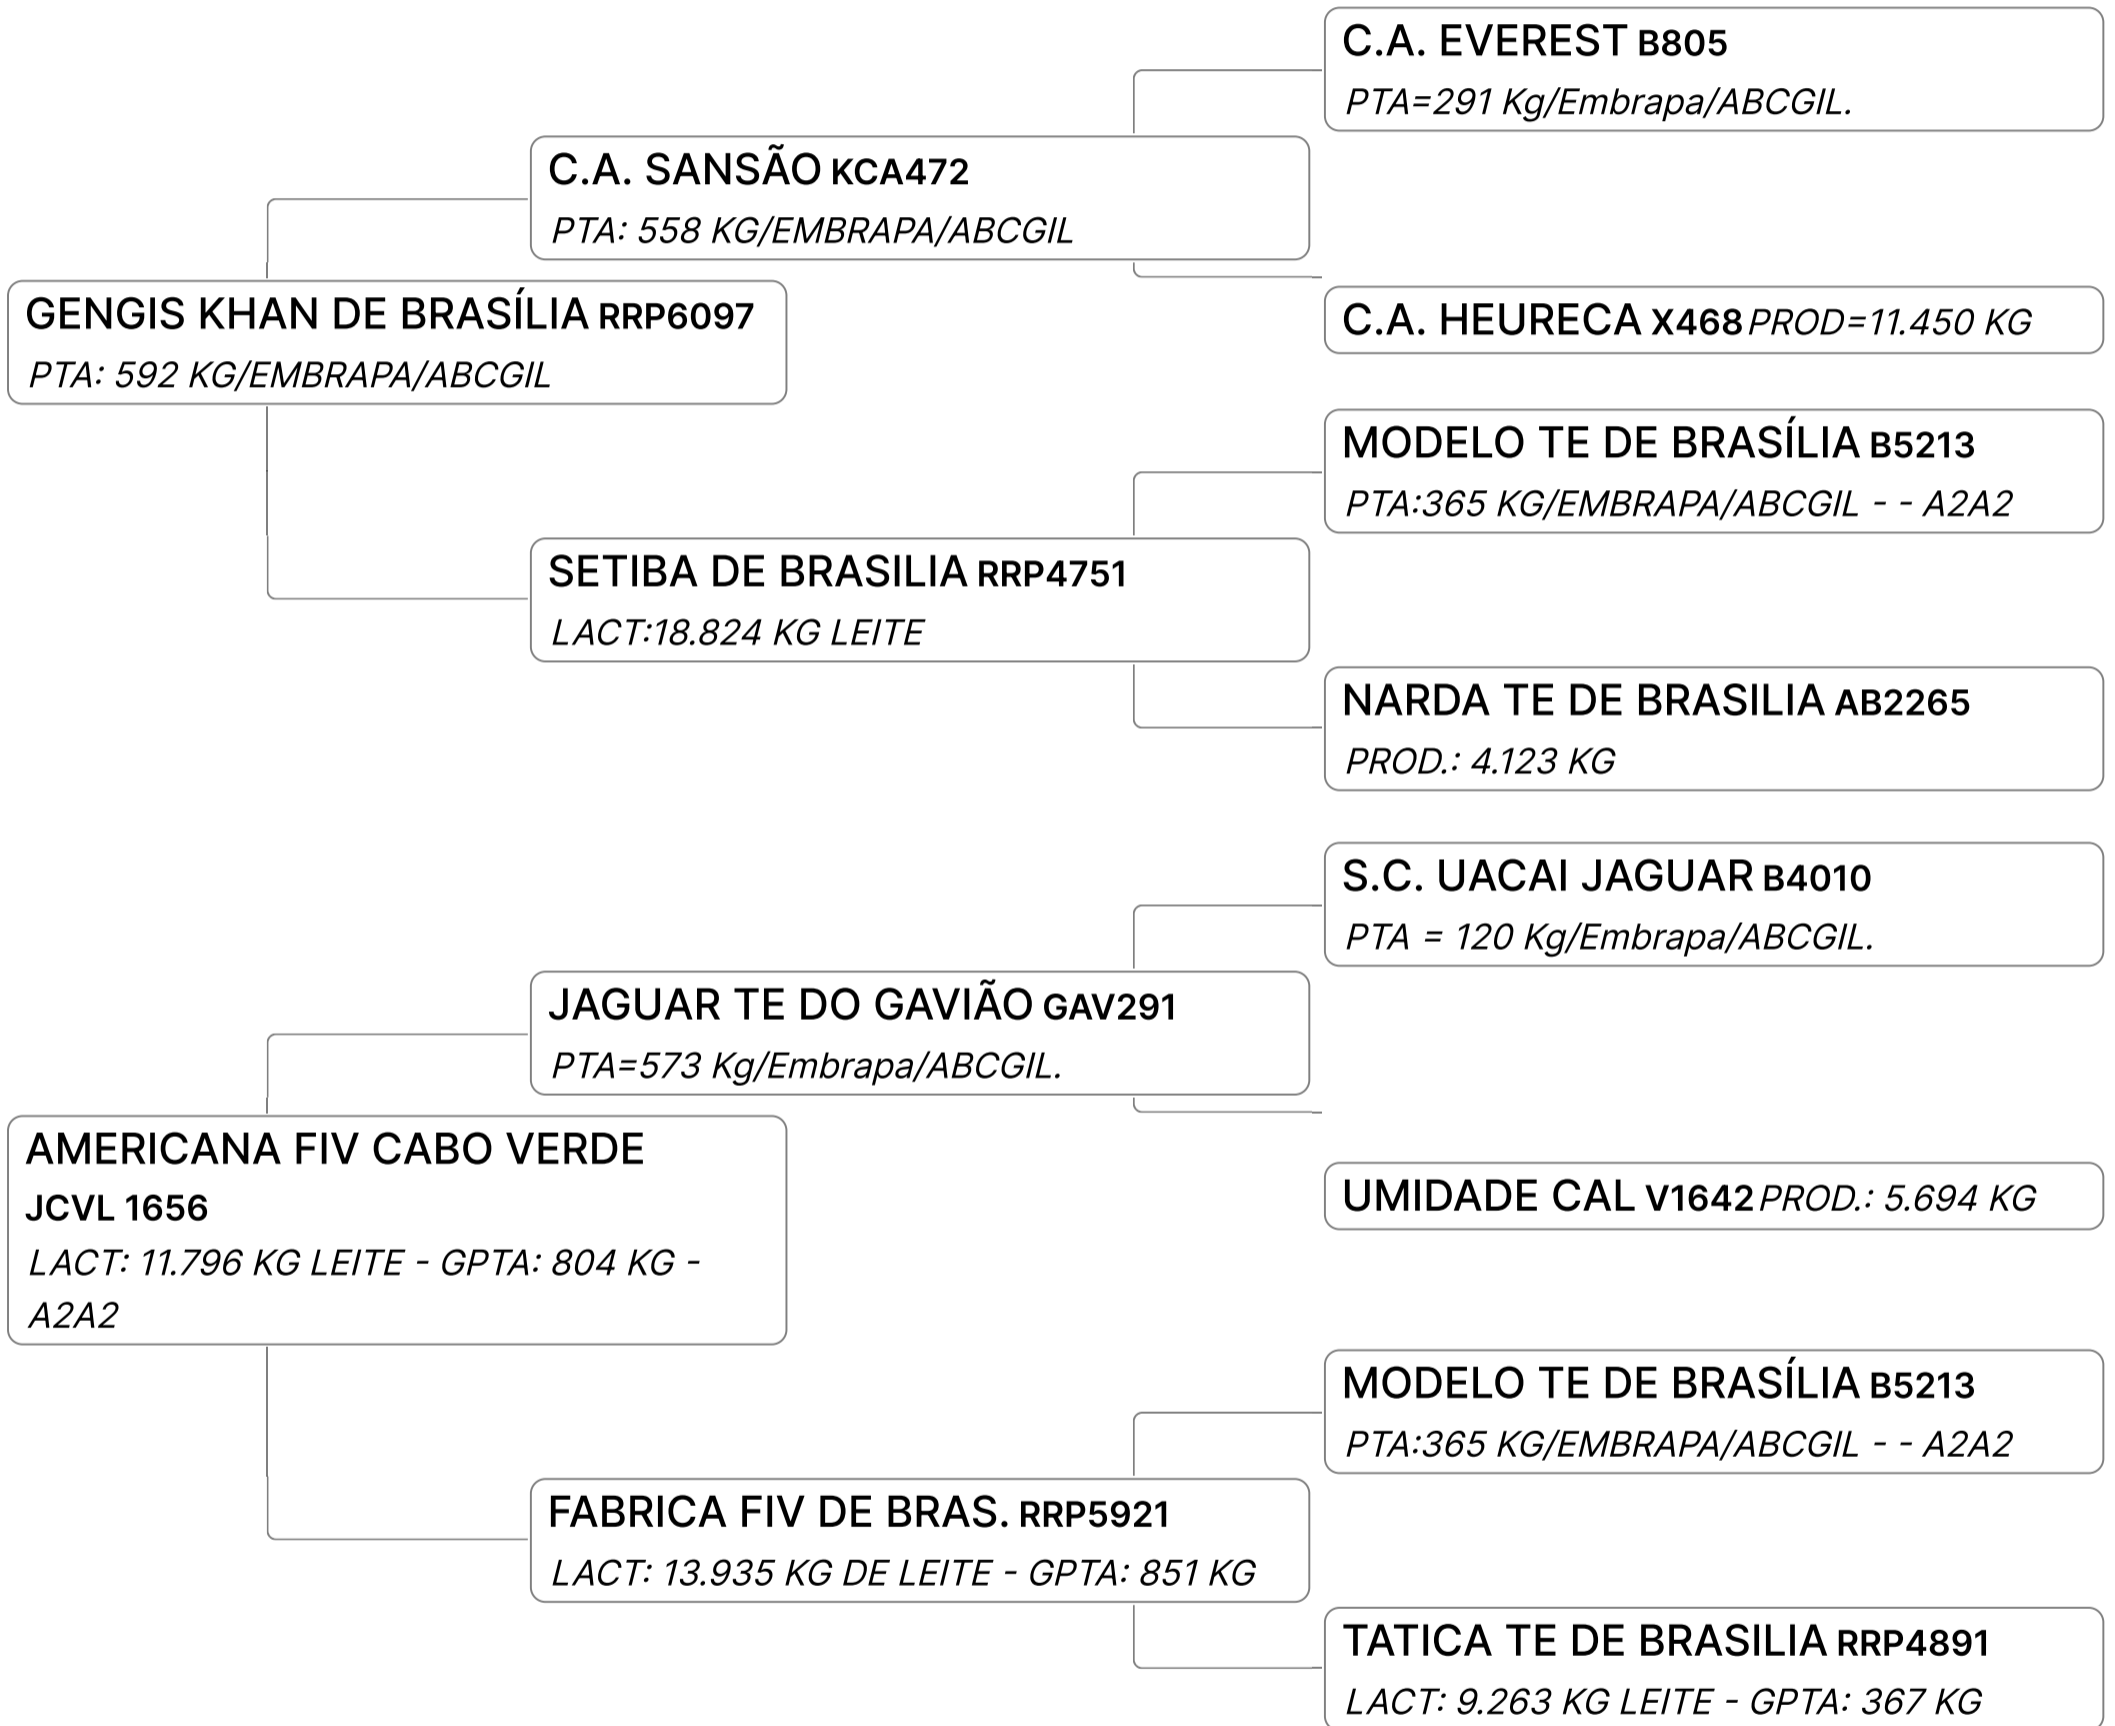 C.A. EVEREST B805
PTA=291 Kg/Embrapa/ABCGIL.
C.A. SANSÃO KCA472
PTA: 558 KG/EMBRAPA/ABCGIL
C.A. HEURECA X468 PROD=11.450 KG
GENGIS KHAN DE BRASÍLIA RRP6097
PTA: 592 KG/EMBRAPA/ABCGIL
MODELO TE DE BRASÍLIA B5213
PTA:365 KG/EMBRAPA/ABCGIL - - A2A2
SETIBA DE BRASILIA RRP4751
LACT:18.824 KG LEITE
NARDA TE DE BRASILIA AB2265
PROD.: 4.123 KG
S.C. UACAI JAGUAR B4010
PTA = 120 Kg/Embrapa/ABCGIL.
JAGUAR TE DO GAVIÃO GAV291
PTA=573 Kg/Embrapa/ABCGIL.
AMERICANA FIV CABO VERDE
JCVL 1656
LACT: 11.796 KG LEITE - GPTA: 804 KG -
A2A2
UMIDADE CAL V1642 PROD.: 5.694 KG
MODELO TE DE BRASÍLIA B5213
PTA:365 KG/EMBRAPA/ABCGIL - - A2A2
FABRICA FIV DE BRAS. RRP5921
LACT: 13.935 KG DE LEITE - GPTA: 851 KG
TATICA TE DE BRASILIA RRP4891
LACT: 9.263 KG LEITE - GPTA: 367 KG